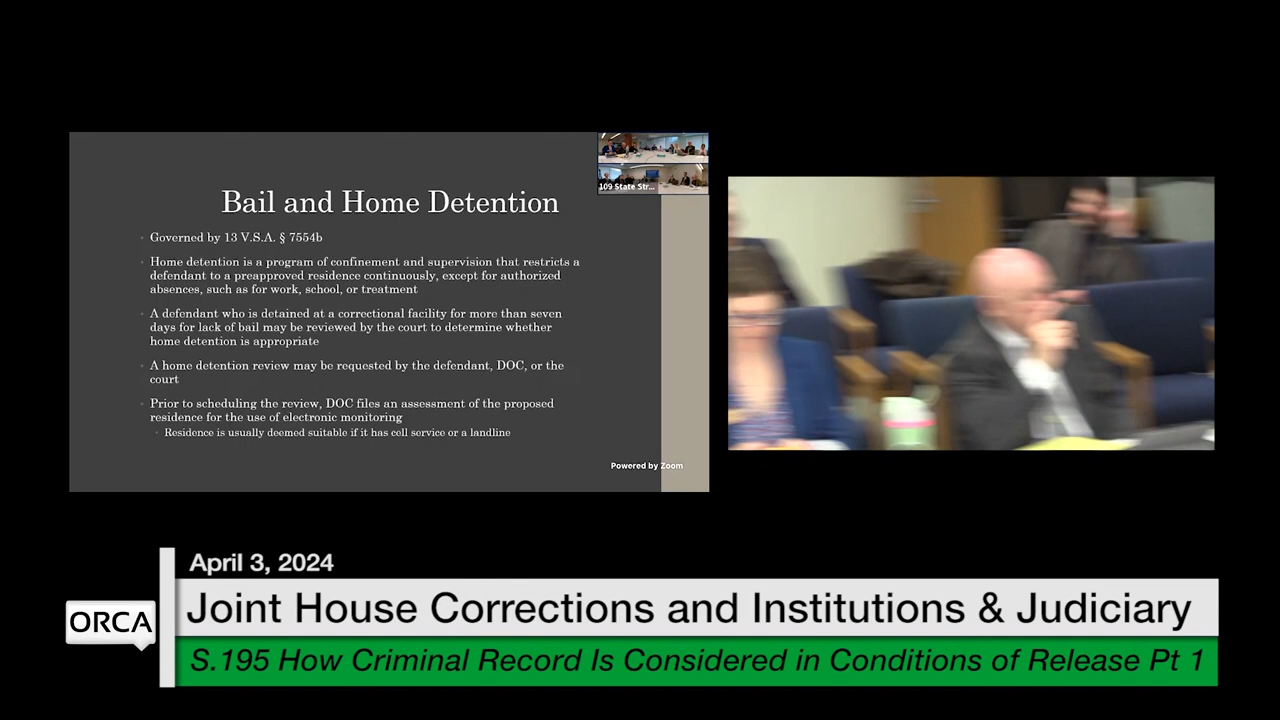 109 State Str...
Bail and Home Detention
Governed by 13 V.S.A. § 7554b
Home detention is a program of confinement and supervision that restricts a
defendant to a preapproved residence continuously, except for authorized
absences, such as for work, school, or treatment
A defendant who is detained at a correctional facility for more than seven
days for lack of bail may be reviewed by the court to determine whether
home detention is appropriate
A home detention review may be requested by the defendant, DOC, or the
court
Prior to scheduling the review, DOC files an assessment of the proposed
residence for the use of electronic monitoring
Residence is usually deemed suitable if it has cell service or a landline
Powered by Zoom
April 3, 2024
Joint House Corrections and Institutions & Judiciary
ORCA
S.195 How Criminal Record Is Considered in Conditions of Release Pt 1